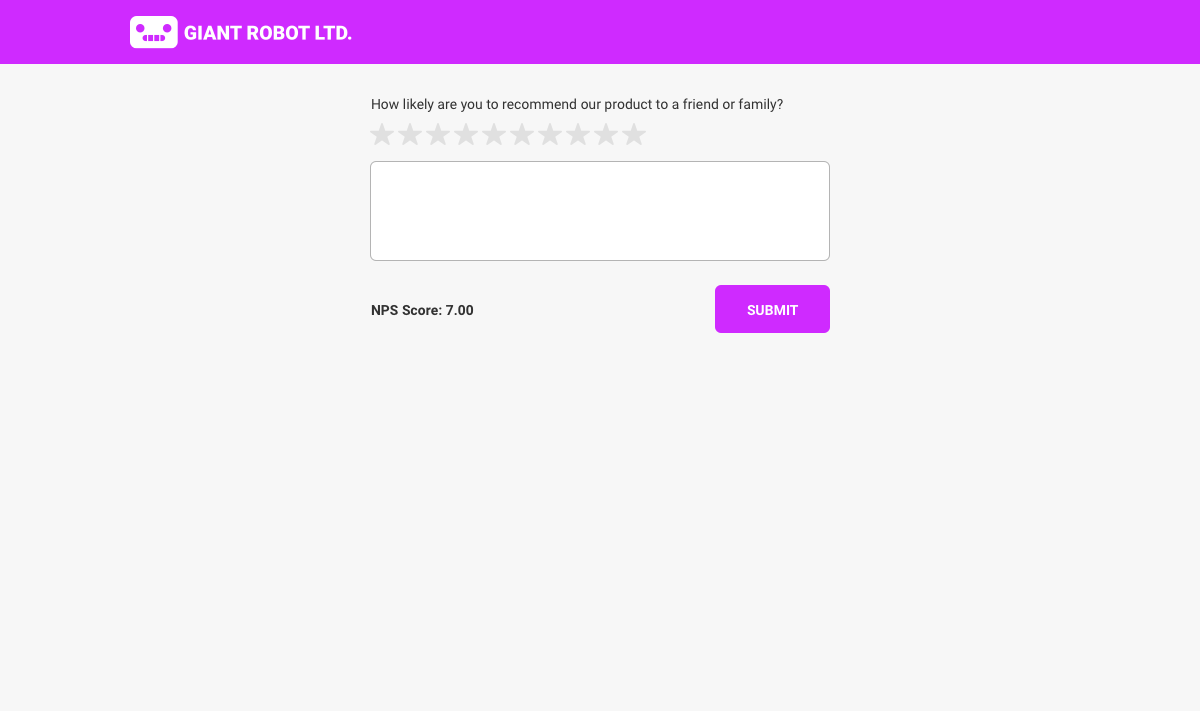 GIANT ROBOT LTD.
How likely are you to recommend our product to a friend or family?
NPS Score: 7.00
SUBMIT